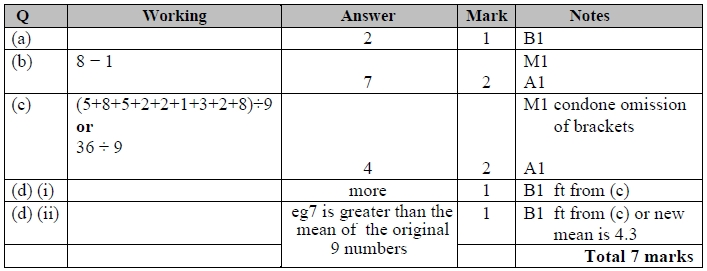 Q Working Answer Mark Notes
(a) 2 1 B1
(b) 8 − 1 M1
7 2 A1
(c) (5+8+5+2+2+1+3+2+8)÷9 M1 condone omission
or of brackets
36 ÷ 9
4 2 A1
(d) (i) more 1 B1 ft from (c)
(d) (ii) eg7 is greater than the 1 B1 ft from (c) or new
mean of the original mean is 4.3
9 numbers
Total 7 marks